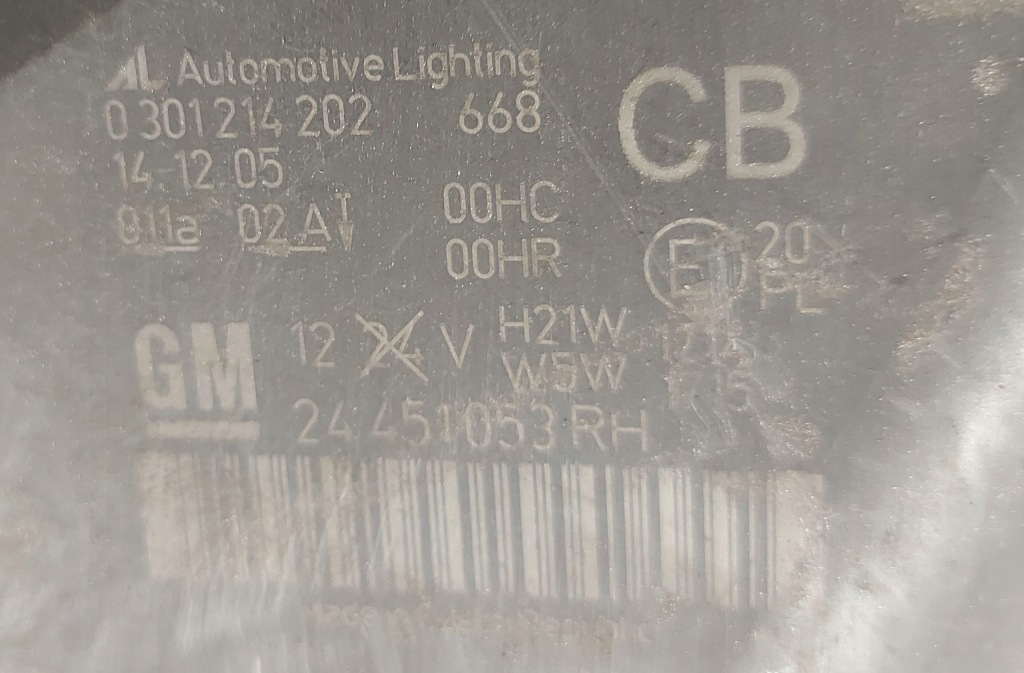 AL Automotive Lighting
0 301 214 202 668 CB
14.12.05
011a 02 A
00HC
00HR
E1 20
PL
GM 12 24 V H21W
W5W
24 451 053 RH